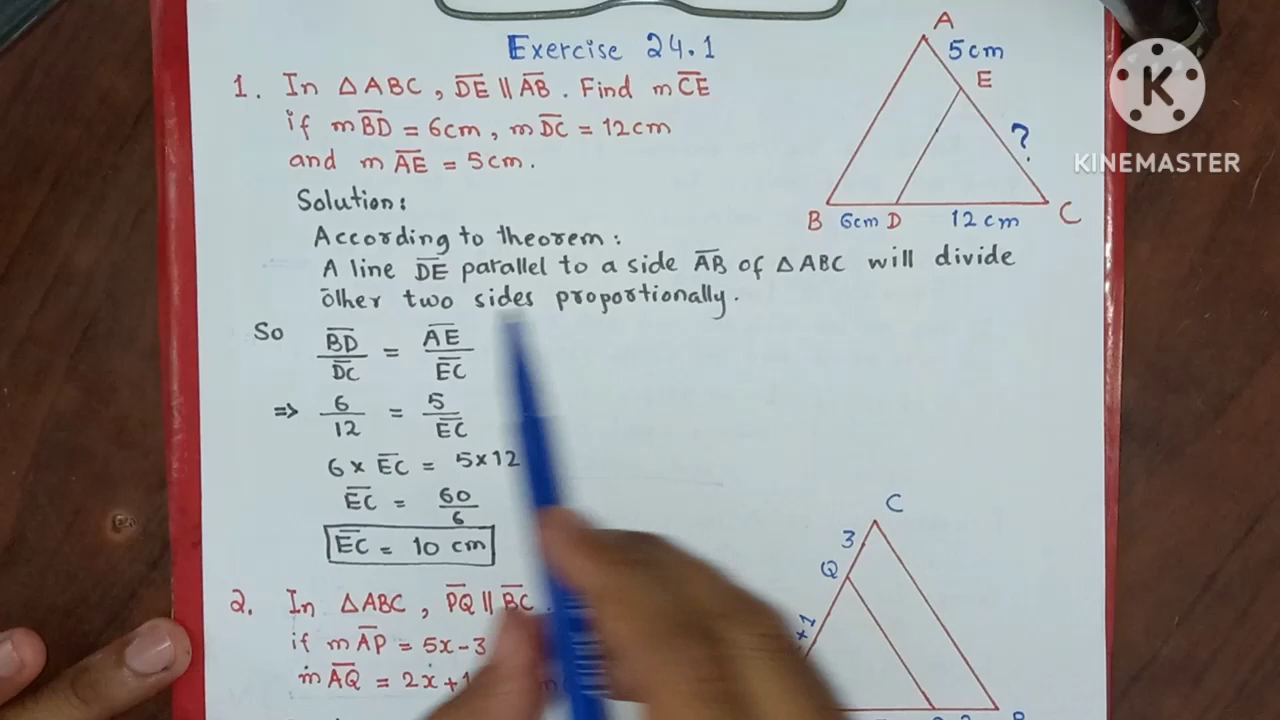 Exercise 24.1
1. In △ABC, DE ∥ AB. Find mCE
if mBD = 6cm, mDC = 12cm
and mAE = 5cm.
A
5cm
E
?
B 6cm D 12cm C
K
KINEMASTER
Solution:
According to theorem:
A line DE parallel to a side AB of △ABC will divide
other two sides proportionally.
So BD/DC = AE/EC
⇒ 6/12 = 5/EC
6 × EC = 5×12
EC = 60/6
EC = 10 cm
2. In △ABC, PQ ∥ BC.
if mAP = 5x-3
mAQ = 2x+1
C
3
Q
+1